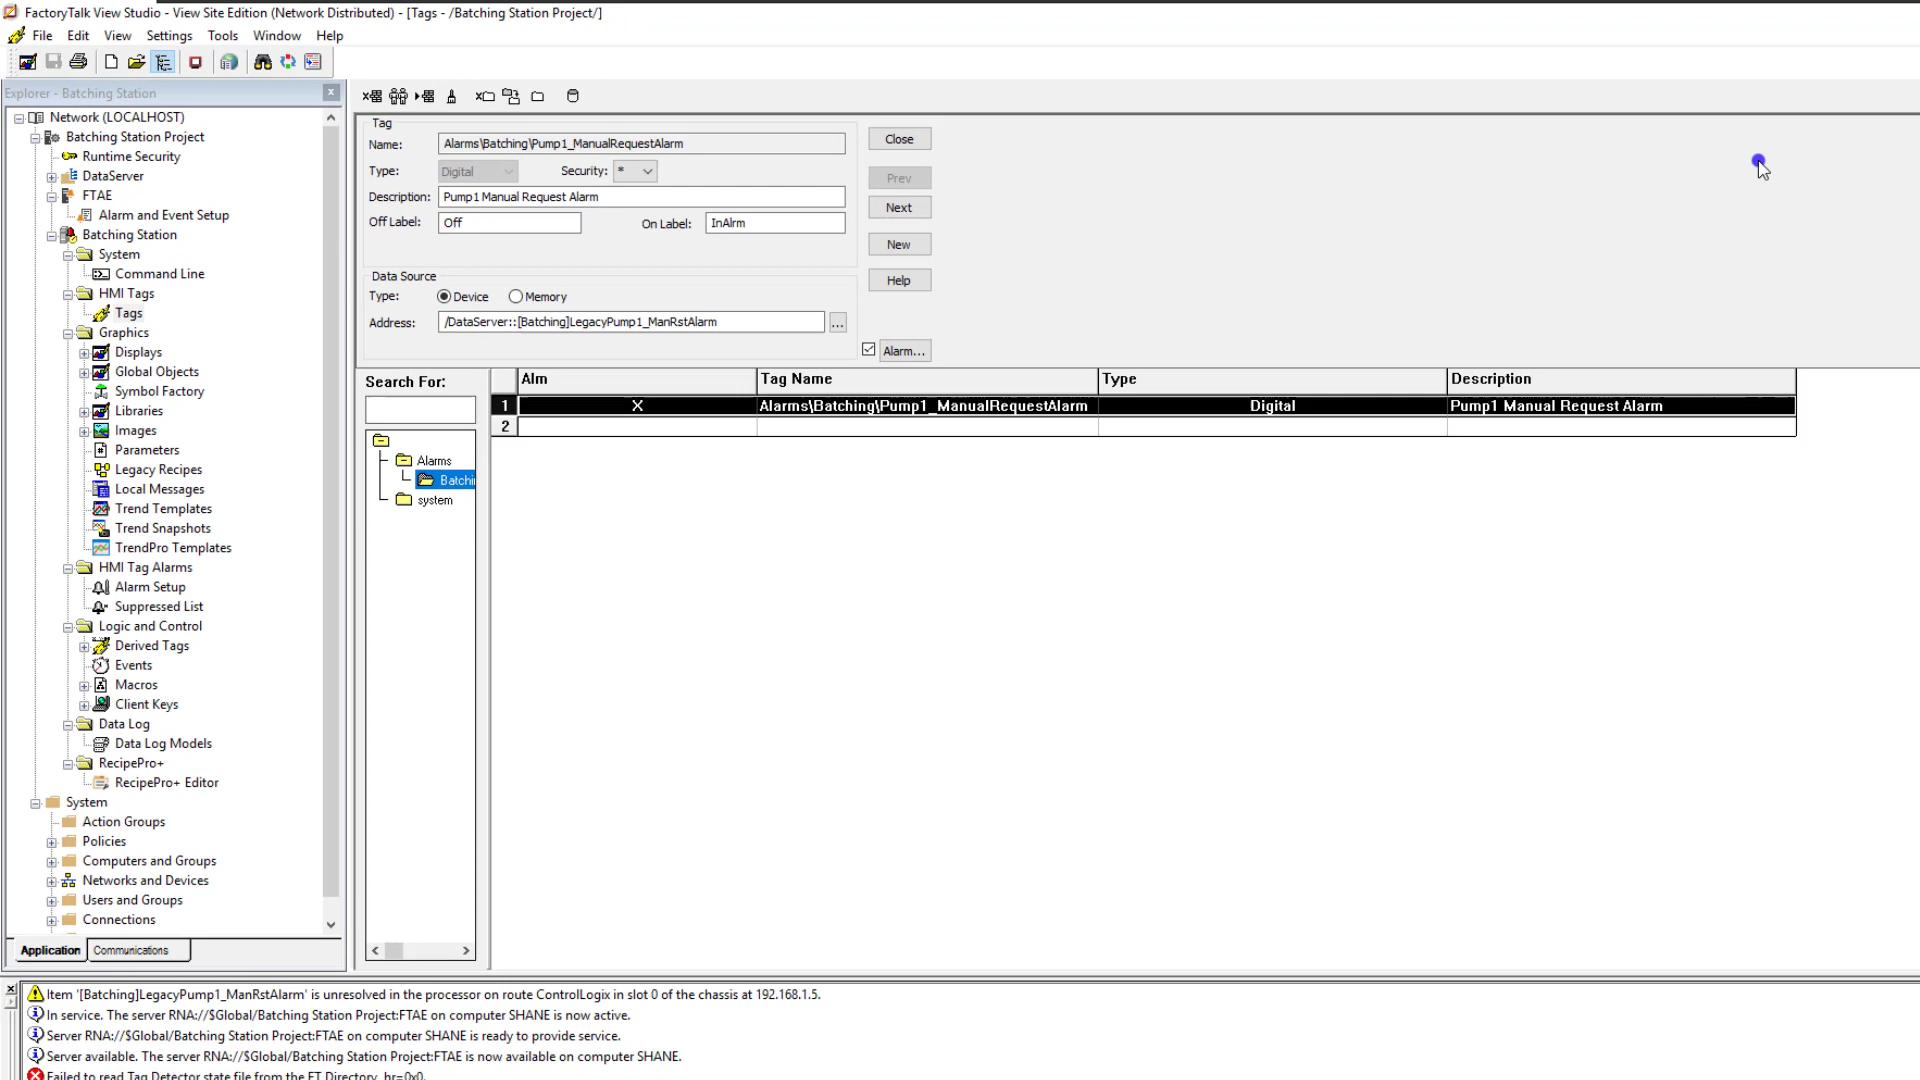 FactoryTalk View Studio - View Site Edition (Network Distributed) - [Tags - /Batching Station Project/]
File Edit View Settings Tools Window Help
Explorer - Batching Station
Network (LOCALHOST)
Batching Station Project
Runtime Security
DataServer
FTAE
Alarm and Event Setup
Batching Station
System
Command Line
HMI Tags
Tags
Graphics
Displays
Global Objects
Symbol Factory
Libraries
Images
Parameters
Legacy Recipes
Local Messages
Trend Templates
Trend Snapshots
TrendPro Templates
HMI Tag Alarms
Alarm Setup
Suppressed List
Logic and Control
Derived Tags
Events
Macros
Client Keys
Data Log
Data Log Models
RecipePro+
RecipePro+ Editor
System
Action Groups
Policies
Computers and Groups
Networks and Devices
Users and Groups
Connections
Application Communications
Tag
Name: Alarms\Batching\Pump1_ManualRequestAlarm
Type: Digital Security: *
Description: Pump1 Manual Request Alarm
Off Label: Off On Label: InAlrm
Data Source
Type: Device Memory
Address: /DataServer::[Batching]LegacyPump1_ManRstAlarm ...
Close
Prev
Next
New
Help
Alarm...
Search For:
Alarms
Batchi
system
Alm Tag Name Type Description
1 X Alarms\Batching\Pump1_ManualRequestAlarm Digital Pump1 Manual Request Alarm
2
Item '[Batching]LegacyPump1_ManRstAlarm' is unresolved in the processor on route ControlLogix in slot 0 of the chassis at 192.168.1.5.
In service. The server RNA://$Global/Batching Station Project:FTAE on computer SHANE is now active.
Server RNA://$Global/Batching Station Project:FTAE on computer SHANE is ready to provide service.
Server available. The server RNA://$Global/Batching Station Project:FTAE is now available on computer SHANE.
Failed to read Tag Detector state file from the FT Directory, hr=0x0.